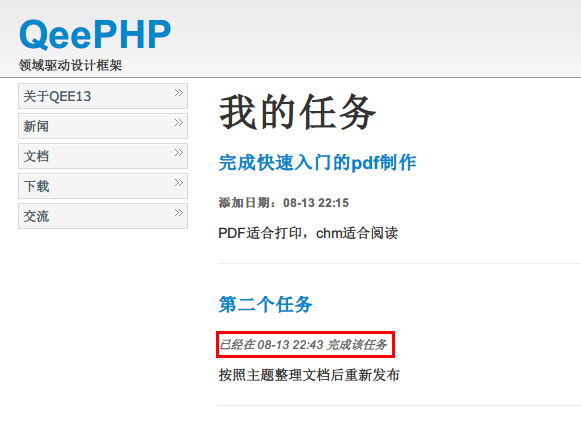 QeePHP
领域驱动设计框架
关于QEE13
新闻
文档
下载
交流
我的任务
完成快速入门的pdf制作
添加日期：08-13 22:15
PDF适合打印，chm适合阅读
第二个任务
已经在 08-13 22:43 完成该任务
按照主题整理文档后重新发布